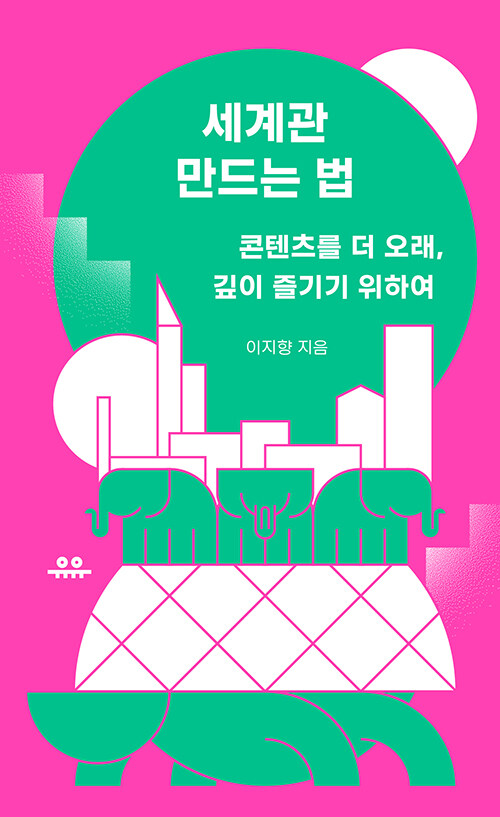 세계관
만드는 법
콘텐츠를 더 오래,
깊이 즐기기 위하여
이지향 지음